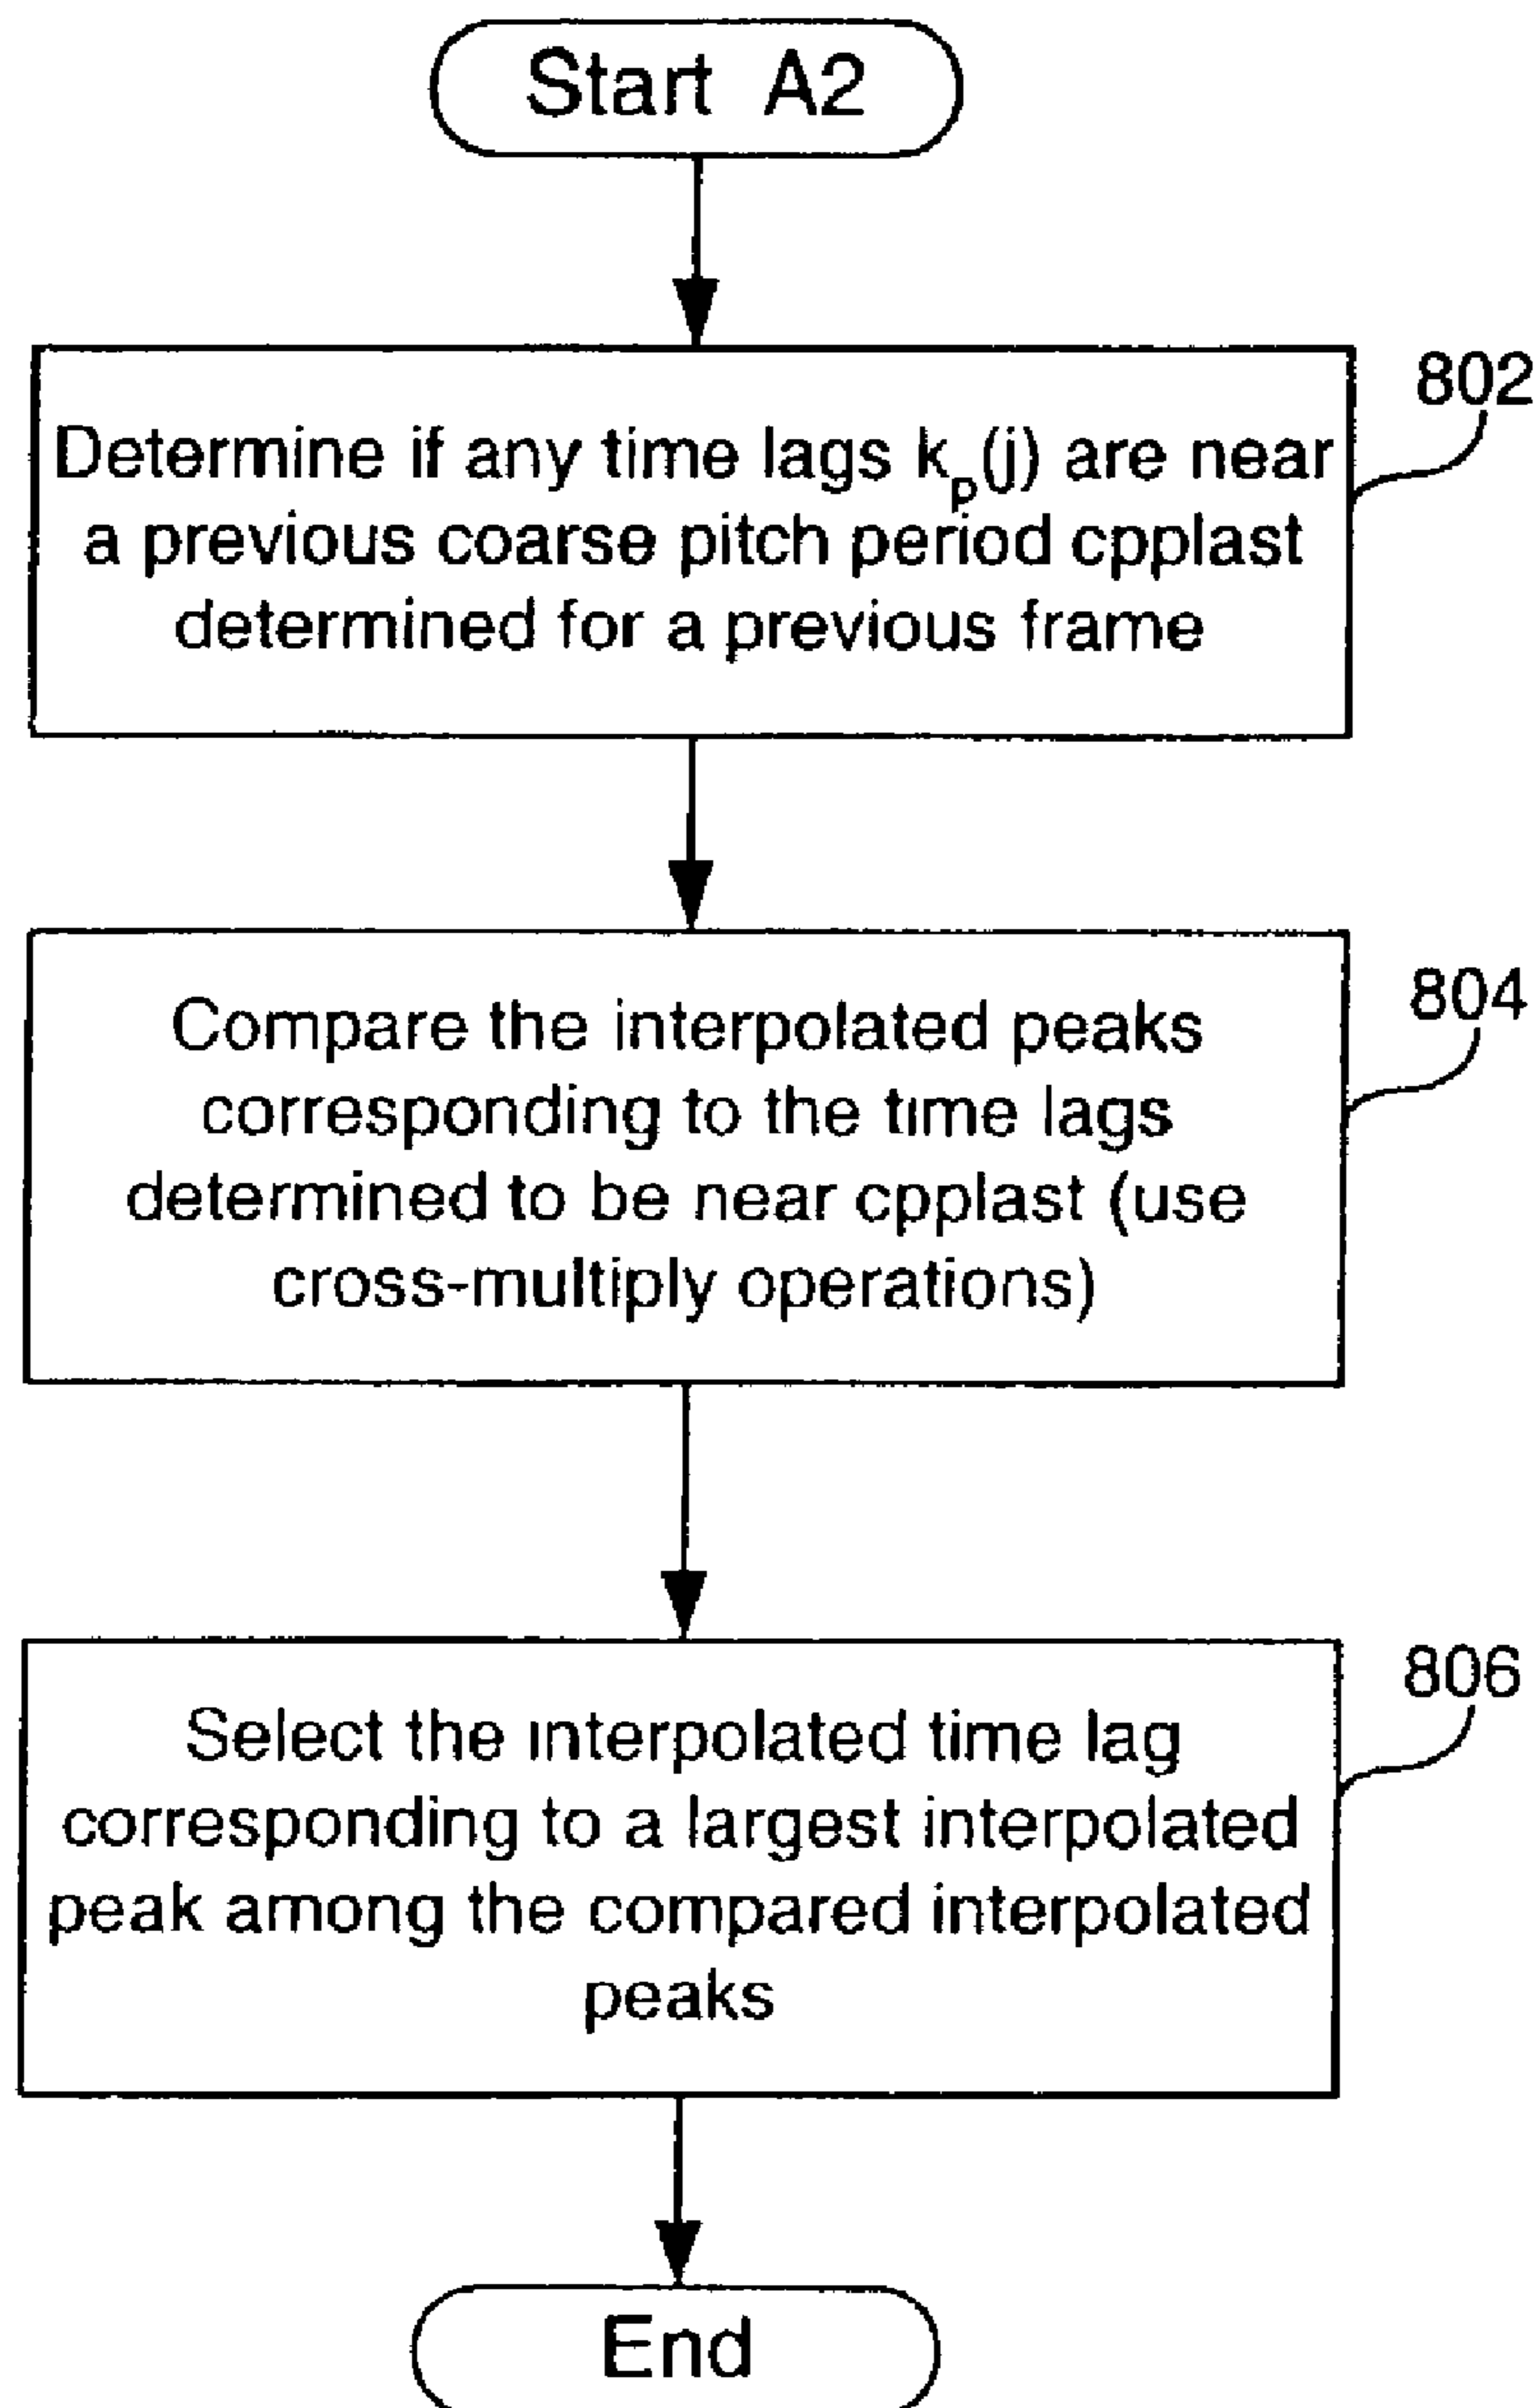 Start A2
802
Determine if any time lags kp(j) are near
a previous coarse pitch period cpplast
determined for a previous frame
804
Compare the interpolated peaks
corresponding to the time lags
determined to be near cpplast (use
cross-multiply operations)
806
Select the interpolated time lag
corresponding to a largest interpolated
peak among the compared interpolated
peaks
End